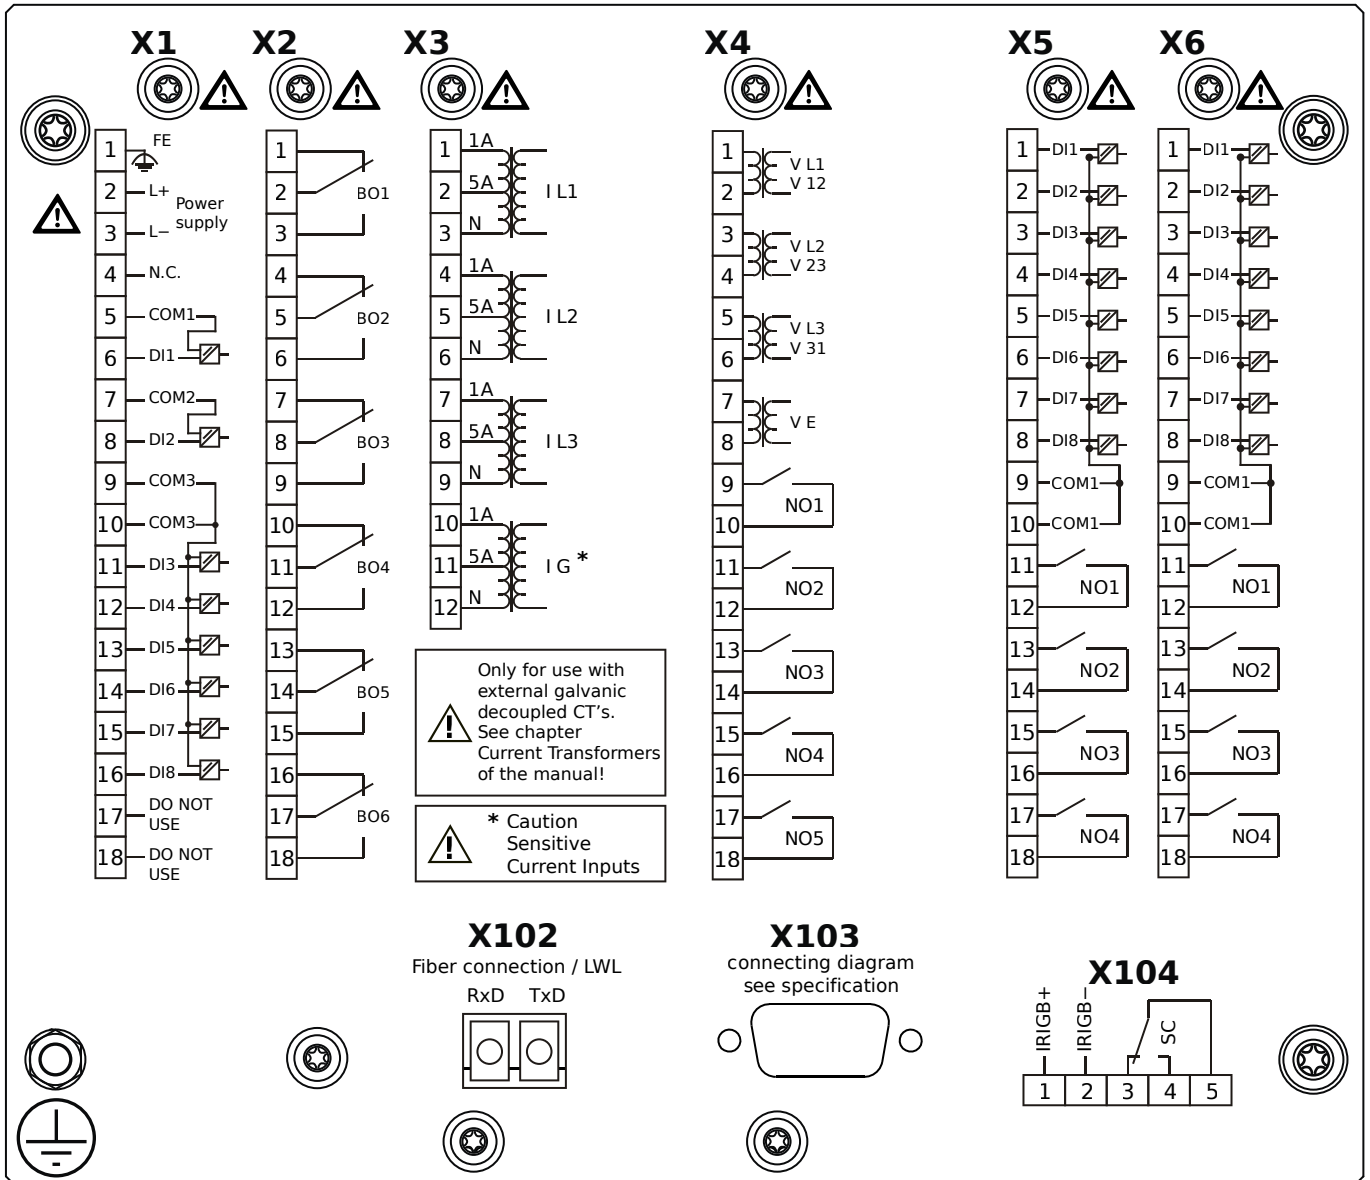 X1
X2
X3
X4
X5
X6
1
FE
2
L+
Power
supply
3
L−
4
N.C.
5
COM1
6
DI1
7
COM2
8
DI2
9
COM3
10
COM3
11
DI3
12
DI4
13
DI5
14
DI6
15
DI7
16
DI8
17
DO NOT
USE
18
DO NOT
USE
1
2
BO1
3
4
5
BO2
6
7
8
BO3
9
10
11
BO4
12
13
14
BO5
15
16
17
BO6
18
1
1A
2
5A
I L1
3
N
4
1A
5
5A
I L2
6
N
7
1A
8
5A
I L3
9
N
10
1A
11
5A
I G *
12
N
Only for use with
external galvanic
decoupled CT's.
See chapter
Current Transformers
of the manual!
* Caution
Sensitive
Current Inputs
1
V L1
2
V 12
3
V L2
4
V 23
5
V L3
6
V 31
7
V E
8
9
NO1
10
11
NO2
12
13
NO3
14
15
NO4
16
17
NO5
18
1
DI1
2
DI2
3
DI3
4
DI4
5
DI5
6
DI6
7
DI7
8
DI8
9
COM1
10
COM1
11
NO1
12
13
NO2
14
15
NO3
16
17
NO4
18
1
DI1
2
DI2
3
DI3
4
DI4
5
DI5
6
DI6
7
DI7
8
DI8
9
COM1
10
COM1
11
NO1
12
13
NO2
14
15
NO3
16
17
NO4
18
X102
Fiber connection / LWL
RxD TxD
X103
connecting diagram
see specification
X104
IRIGB+
IRIGB−
SC
1 2 3 4 5